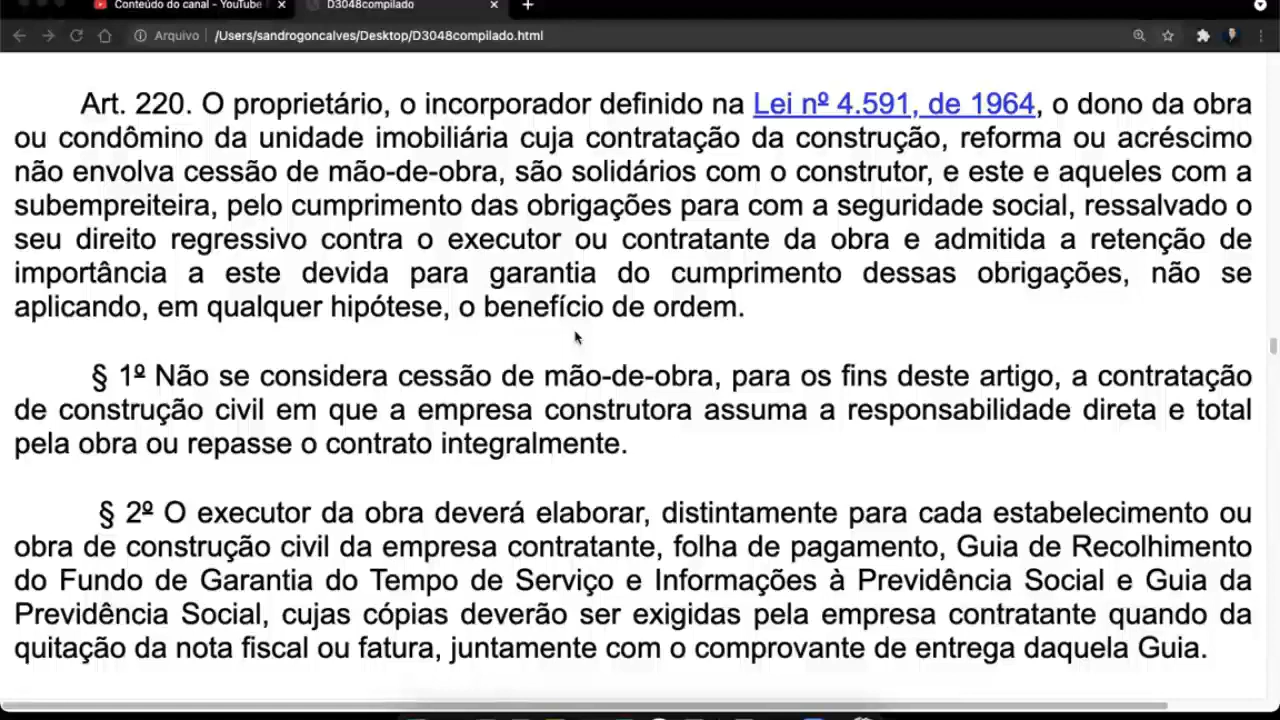 Conteúdo do canal - YouTube
D3048compilado
Arquivo
/Users/sandrogoncalves/Desktop/D3048compilado.html
Art. 220. O proprietário, o incorporador definido na Lei nº 4.591, de 1964, o dono da obra
ou condômino da unidade imobiliária cuja contratação da construção, reforma ou acréscimo
não envolva cessão de mão-de-obra, são solidários com o construtor, e este e aqueles com a
subempreiteira, pelo cumprimento das obrigações para com a seguridade social, ressalvado o
seu direito regressivo contra o executor ou contratante da obra e admitida a retenção de
importância a este devida para garantia do cumprimento dessas obrigações, não se
aplicando, em qualquer hipótese, o benefício de ordem.
§ 1º Não se considera cessão de mão-de-obra, para os fins deste artigo, a contratação
de construção civil em que a empresa construtora assuma a responsabilidade direta e total
pela obra ou repasse o contrato integralmente.
§ 2º O executor da obra deverá elaborar, distintamente para cada estabelecimento ou
obra de construção civil da empresa contratante, folha de pagamento, Guia de Recolhimento
do Fundo de Garantia do Tempo de Serviço e Informações à Previdência Social e Guia da
Previdência Social, cujas cópias deverão ser exigidas pela empresa contratante quando da
quitação da nota fiscal ou fatura, juntamente com o comprovante de entrega daquela Guia.